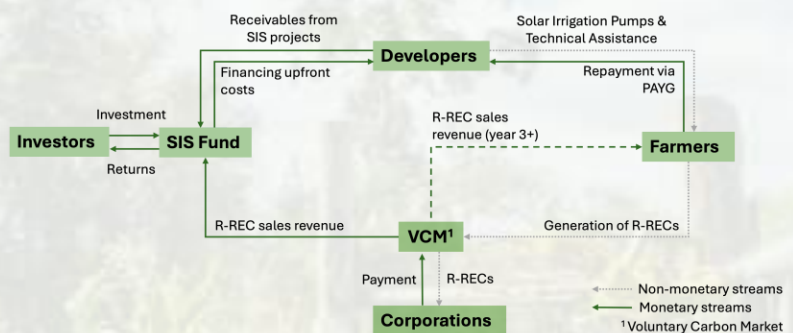 Receivables from
SIS projects
Solar Irrigation Pumps &
Technical Assistance
Developers
Financing upfront
costs
Repayment via
PAYG
Investment
R-REC sales
revenue (year 3+)
Investors
SIS Fund
Farmers
Returns
R-REC sales revenue
VCM¹
Generation of R-RECs
Payment
R-RECs
Non-monetary streams
Monetary streams
Corporations
¹ Voluntary Carbon Market